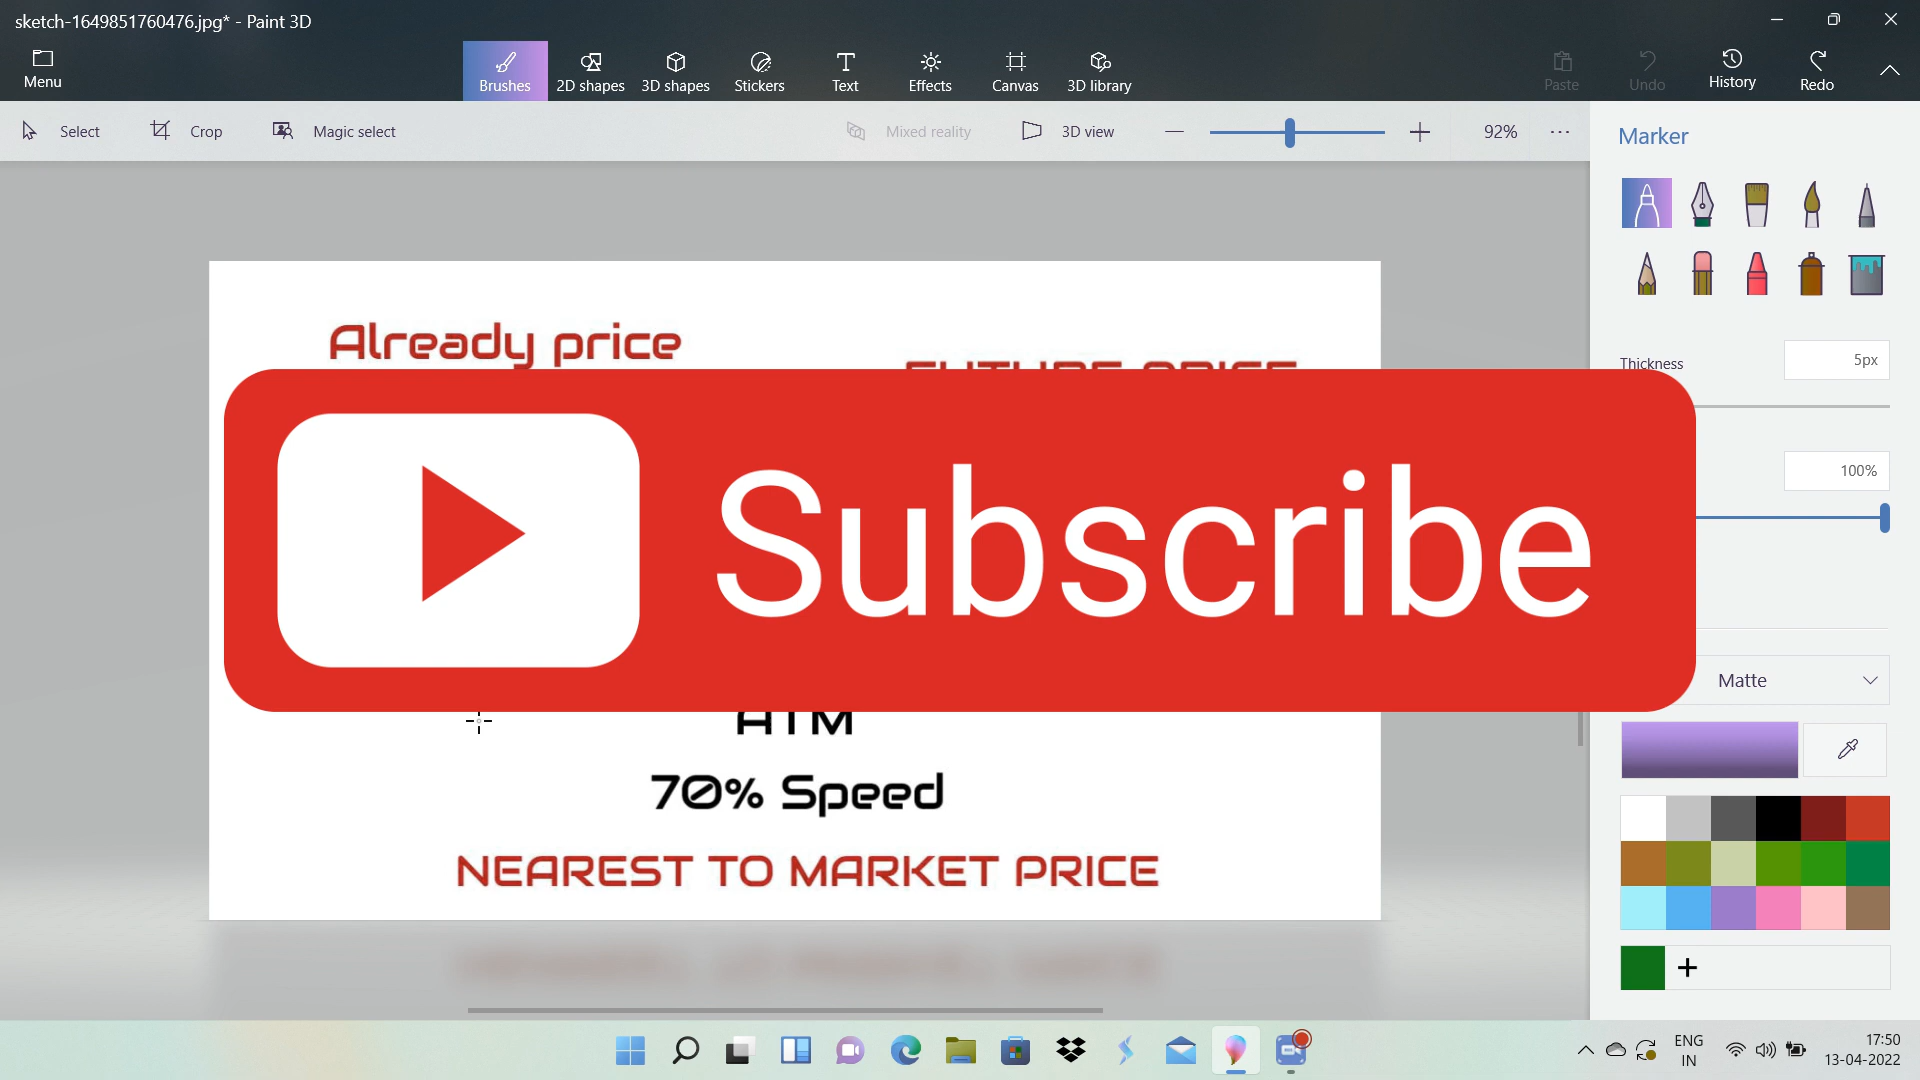 sketch-1649851760476.jpg* - Paint 3D
Menu
Brushes
2D shapes
3D shapes
Stickers
Text
Effects
Canvas
3D library
Paste
Undo
History
Redo
Select
Crop
Magic select
Mixed reality
3D view
92%
Marker
Already price
FUTURE PRICE
Thickness
5px
100%
Subscribe
Matte
ATM
70% Speed
NEAREST TO MARKET PRICE
ENG
IN
17:50
13-04-2022